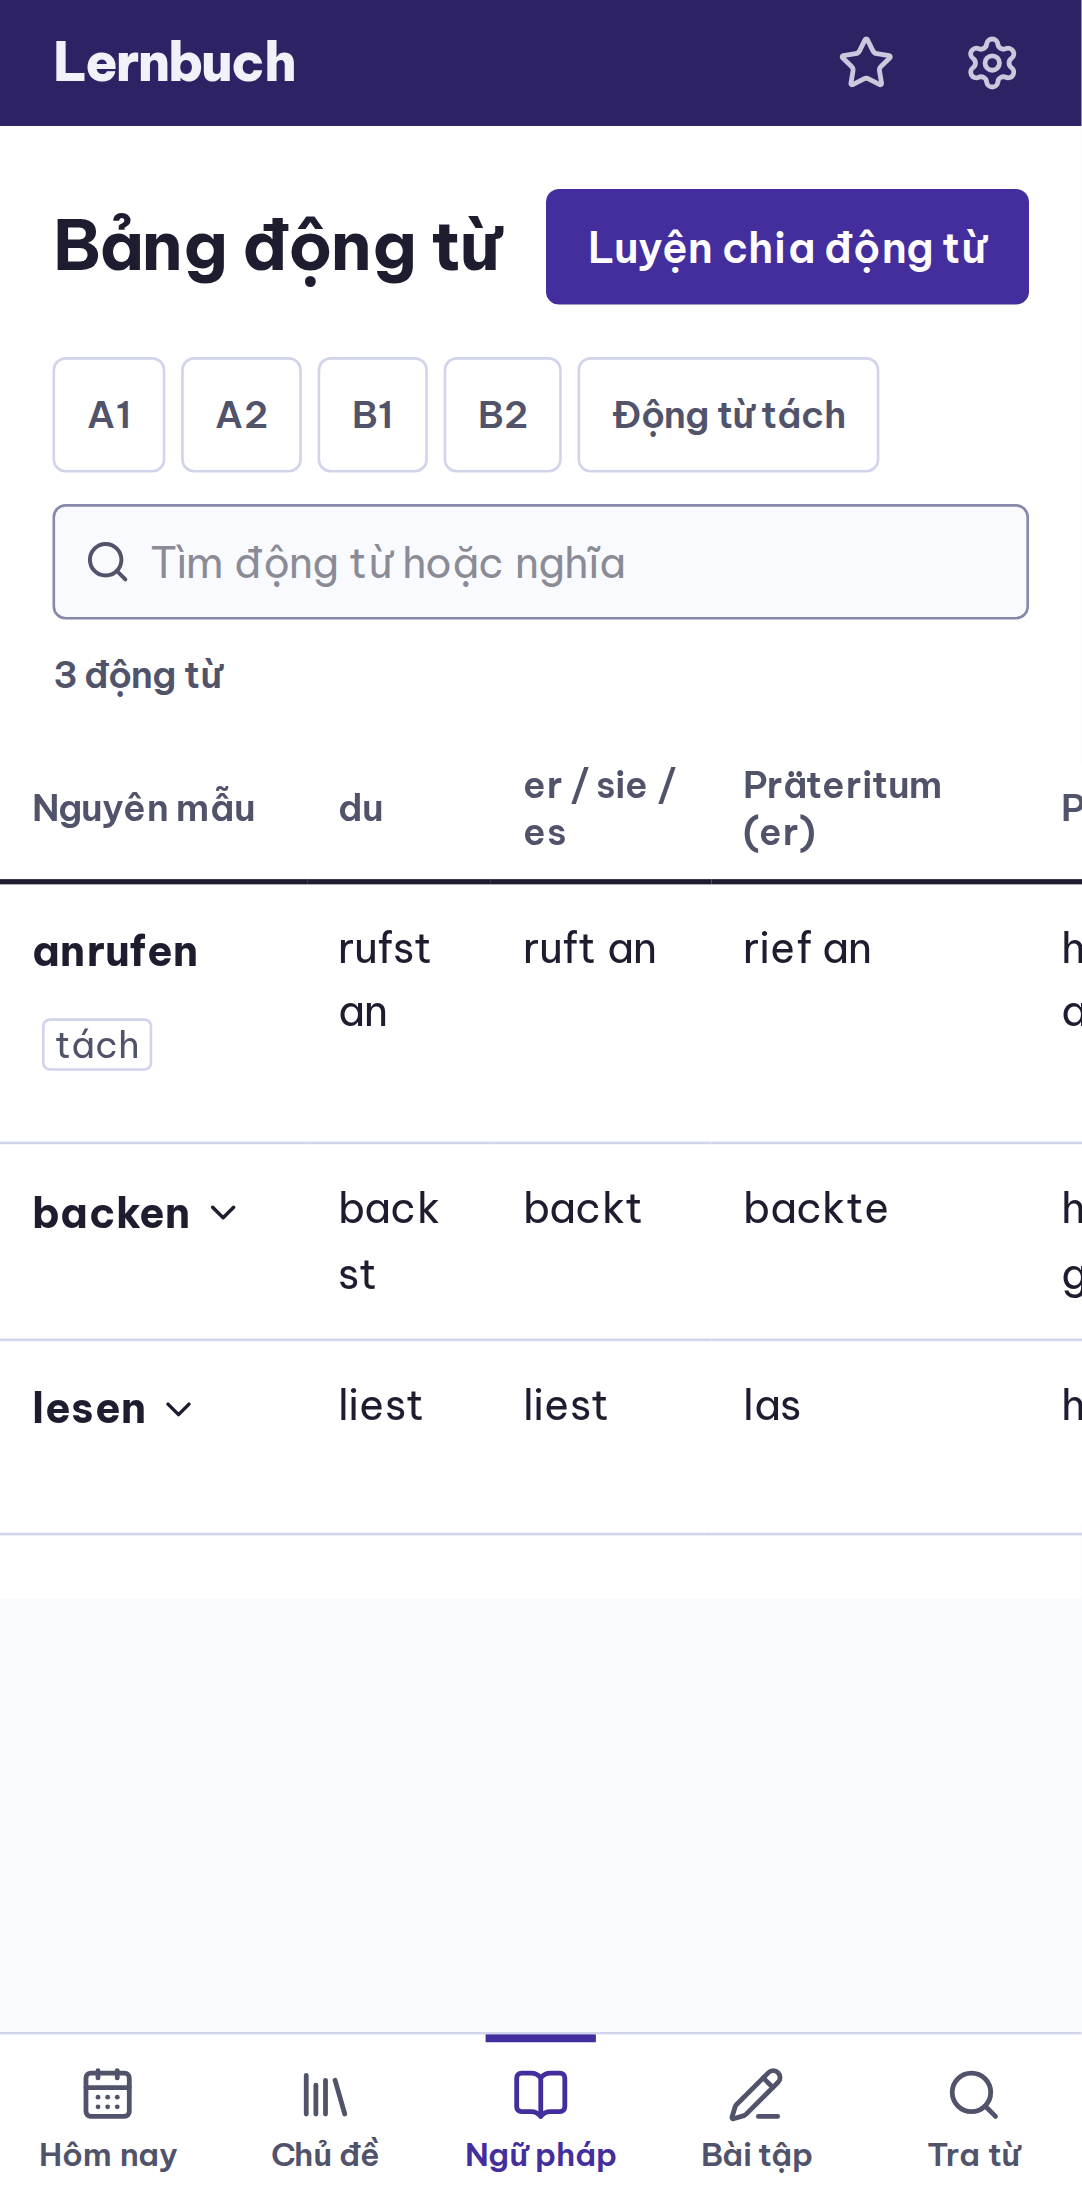 Lernbuch
Bảng động từ
Luyện chia động từ
A1 A2 B1 B2 Động từ tách
Tìm động từ hoặc nghĩa
3 động từ
Nguyên mẫu du er / sie / es Präteritum (er) P
anrufen rufst an ruft an rief an h
tách a
backen back backt backte h
st g
lesen liest liest las h
Hôm nay Chủ đề Ngữ pháp Bài tập Tra từ